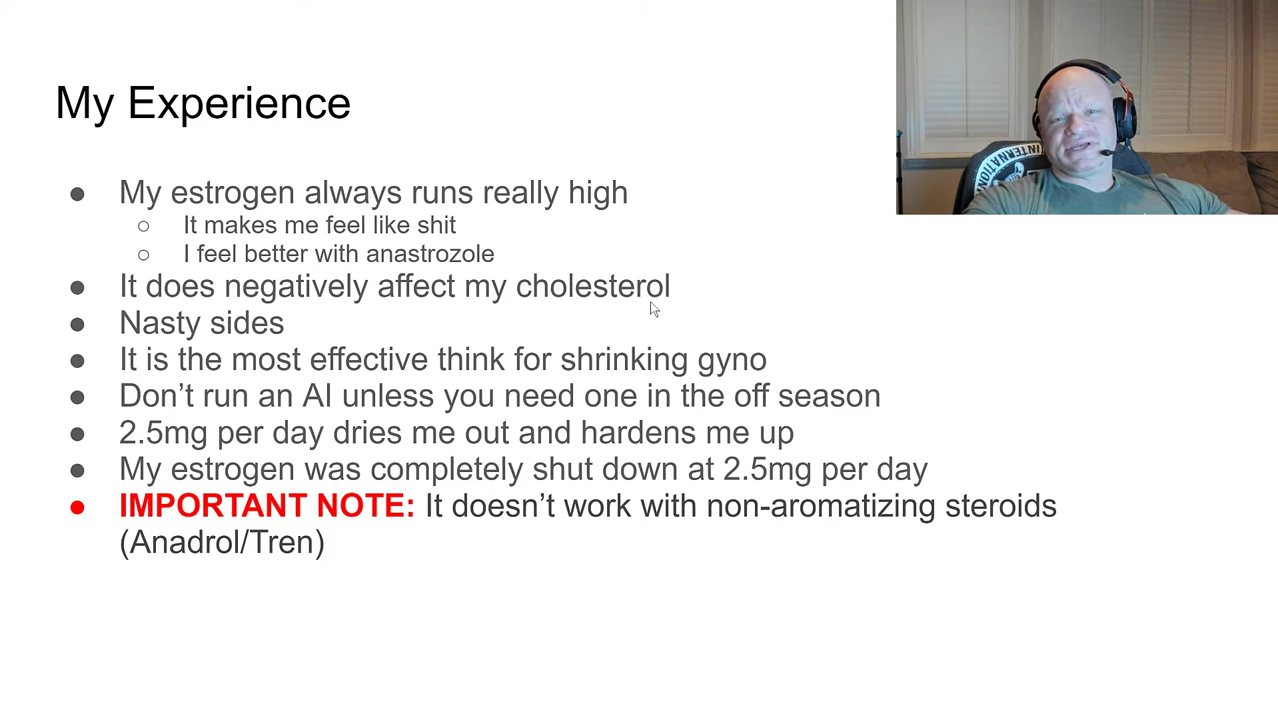 My Experience
INTERNATION
● My estrogen always runs really high
○ It makes me feel like shit
○ I feel better with anastrozole
● It does negatively affect my cholesterol
● Nasty sides
● It is the most effective think for shrinking gyno
● Don't run an AI unless you need one in the off season
● 2.5mg per day dries me out and hardens me up
● My estrogen was completely shut down at 2.5mg per day
● IMPORTANT NOTE: It doesn't work with non-aromatizing steroids
(Anadrol/Tren)